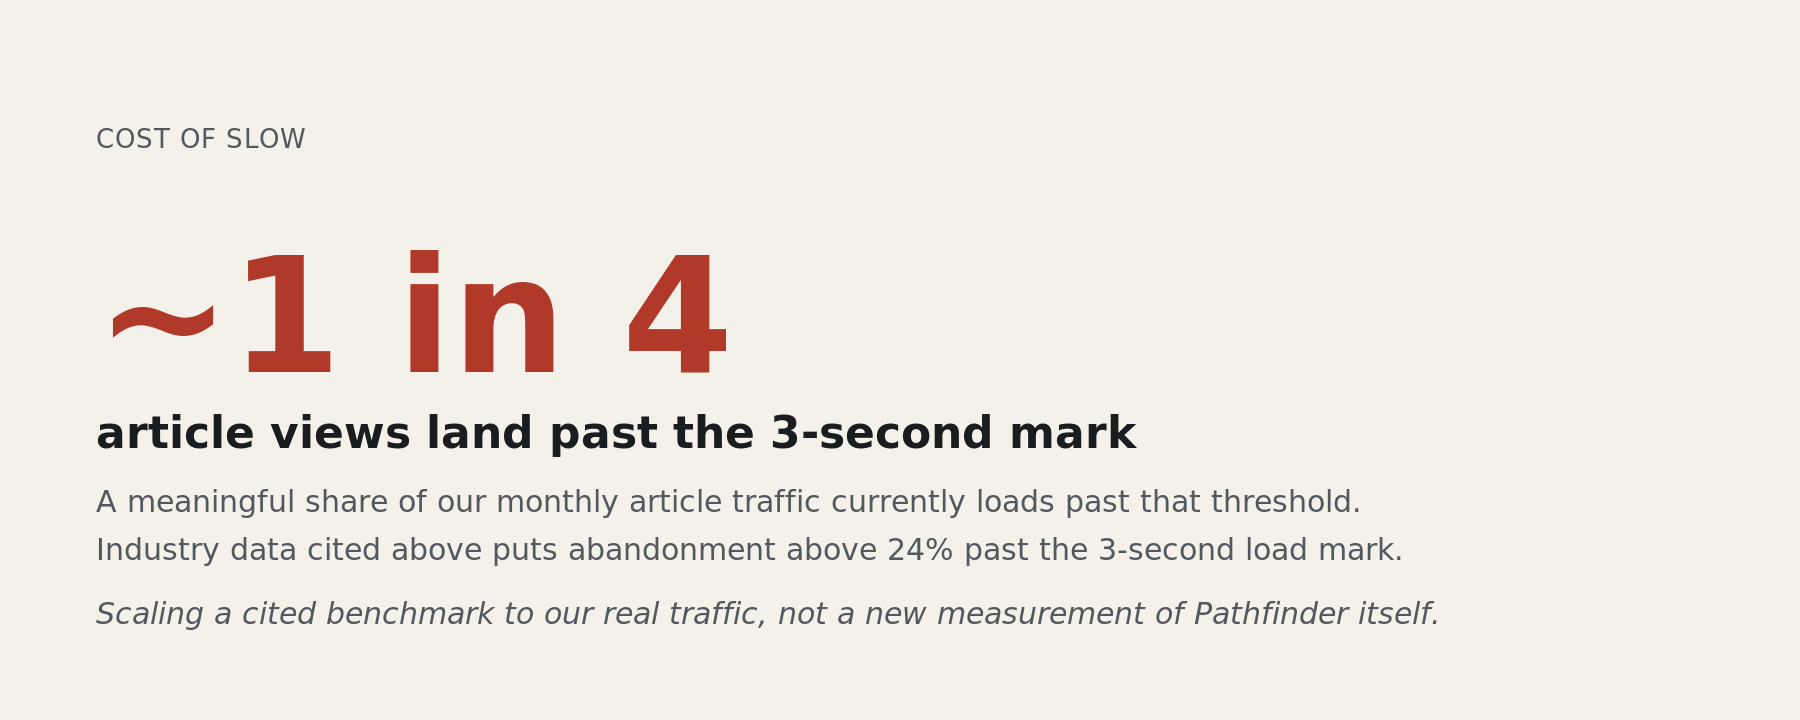 COST OF SLOW
~1 in 4
article views land past the 3-second mark
A meaningful share of our monthly article traffic currently loads past that threshold.
Industry data cited above puts abandonment above 24% past the 3-second load mark.
Scaling a cited benchmark to our real traffic, not a new measurement of Pathfinder itself.